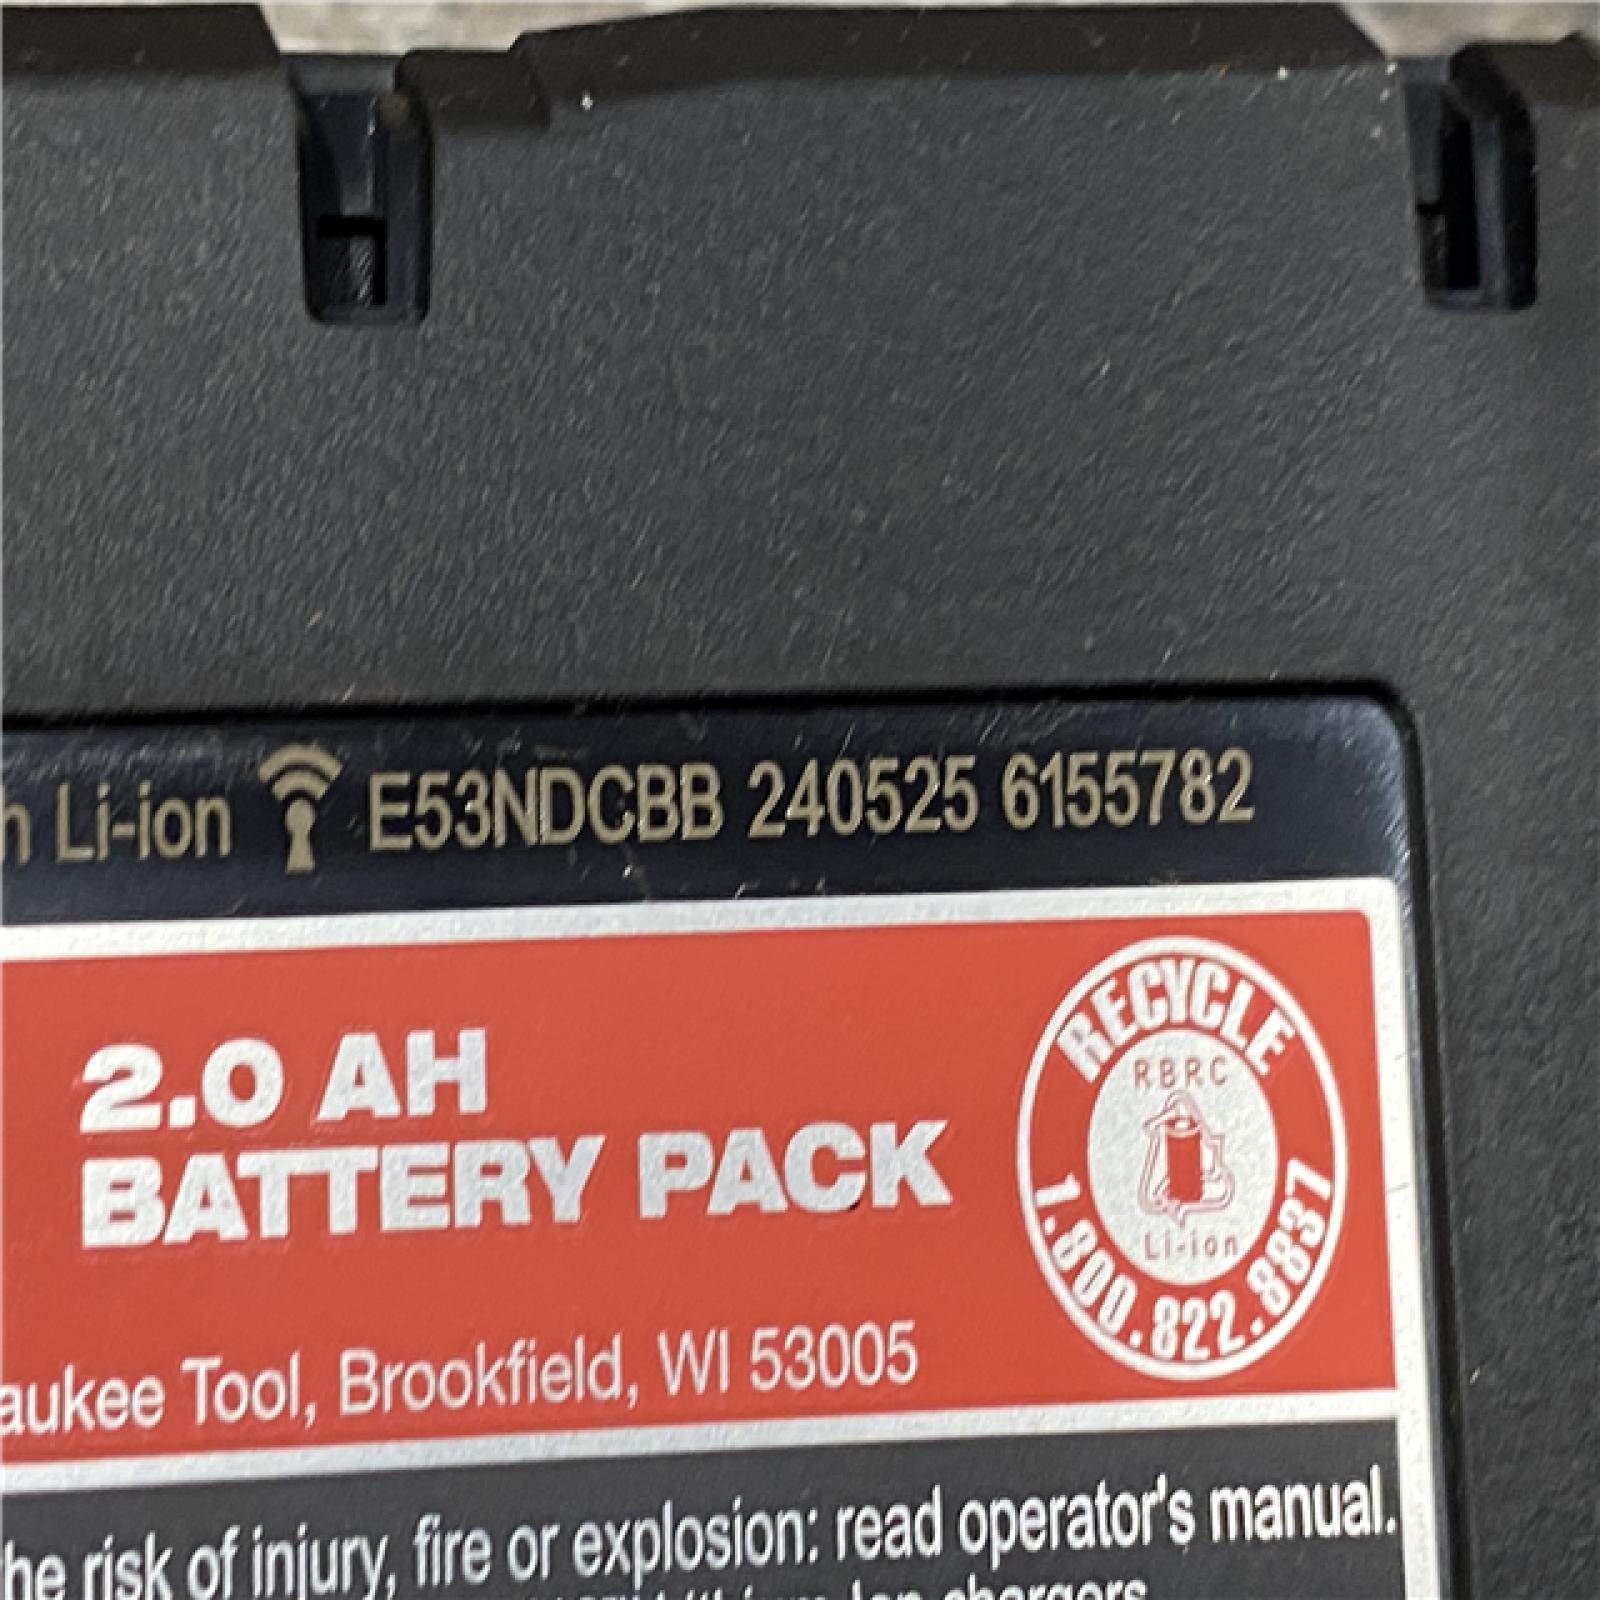 Li-ion E53NDCBB 240525 6155782
2.0 AH
BATTERY PACK
RECYCLE
RBRC
Li-ion
1.800.822.8837
aukee Tool, Brookfield, WI 53005
he risk of injury, fire or explosion: read operator's manual.